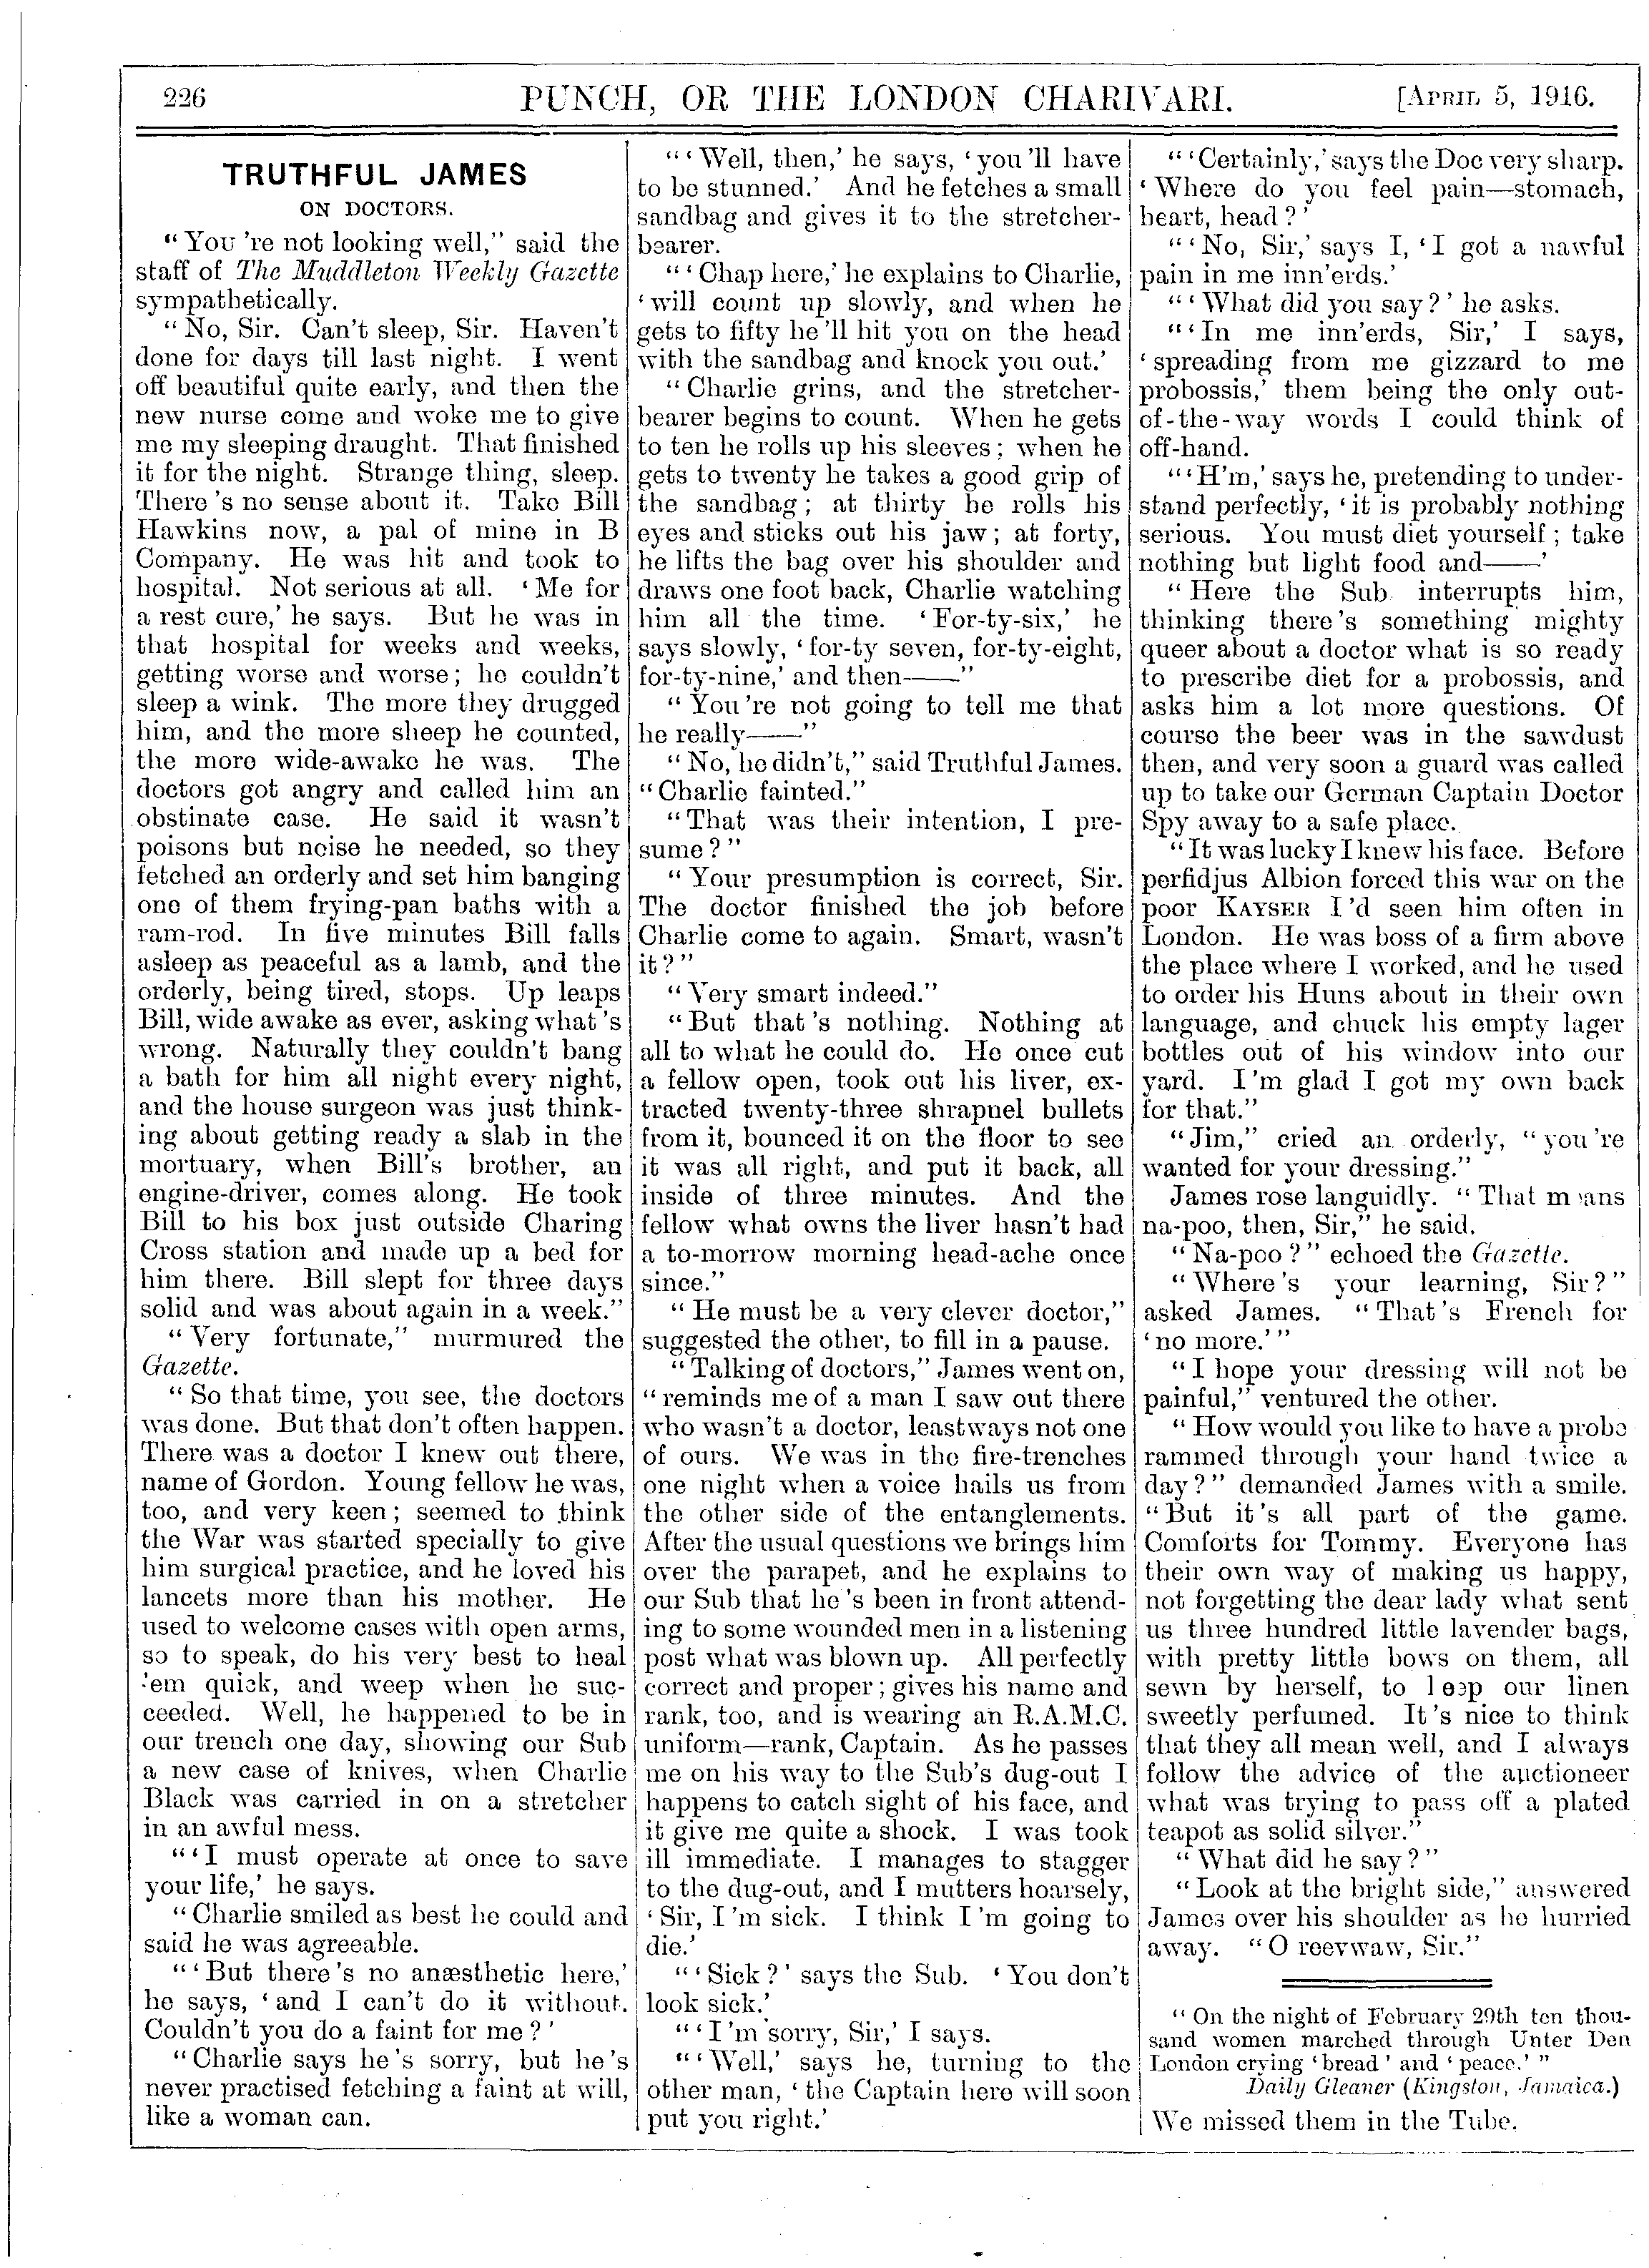 226
PUNCH, OR THE LONDON CHARIVARI.
[APRIL 5, 1916.
TRUTHFUL JAMES
ON DOCTORS.
"You 're not looking well," said the
staff of The Muddleton Weekly Gazette
sympathetically.
"No, Sir. Can't sleep, Sir. Haven't
done for days till last night. I went
off beautiful quite early, and then the
new nurse come and woke me to give
me my sleeping draught. That finished
it for the night. Strange thing, sleep.
There 's no sense about it. Take Bill
Hawkins now, a pal of mine in B
Company. He was hit and took to
hospital. Not serious at all. 'Me for
a rest cure,' he says. But he was in
that hospital for weeks and weeks,
getting worse and worse; he couldn't
sleep a wink. The more they drugged
him, and the more sheep he counted,
the more wide-awake he was. The
doctors got angry and called him an
obstinate case. He said it wasn't
poisons but noise he needed, so they
fetched an orderly and set him banging
one of them frying-pan baths with a
ram-rod. In five minutes Bill falls
asleep as peaceful as a lamb, and the
orderly, being tired, stops. Up leaps
Bill, wide awake as ever, asking what 's
wrong. Naturally they couldn't bang
a bath for him all night every night,
and the house surgeon was just think-
ing about getting ready a slab in the
mortuary, when Bill's brother, an
engine-driver, comes along. He took
Bill to his box just outside Charing
Cross station and made up a bed for
him there. Bill slept for three days
solid and was about again in a week."
"Very fortunate," murmured the
Gazette.
"So that time, you see, the doctors
was done. But that don't often happen.
There was a doctor I knew out there,
name of Gordon. Young fellow he was,
too, and very keen; seemed to think
the War was started specially to give
him surgical practice, and he loved his
lancets more than his mother. He
used to welcome cases with open arms,
so to speak, do his very best to heal
'em quick, and weep when he suc-
ceeded. Well, he happened to be in
our trench one day, showing our Sub
a new case of knives, when Charlie
Black was carried in on a stretcher
in an awful mess.
"'I must operate at once to save
your life,' he says.
"Charlie smiled as best he could and
said he was agreeable.
"'But there 's no anæsthetic here,'
he says, 'and I can't do it without.
Couldn't you do a faint for me?'
"Charlie says he 's sorry, but he 's
never practised fetching a faint at will,
like a woman can.
"'Well, then,' he says, 'you 'll have
to be stunned.' And he fetches a small
sandbag and gives it to the stretcher-
bearer.
"'Chap here,' he explains to Charlie,
'will count up slowly, and when he
gets to fifty he 'll hit you on the head
with the sandbag and knock you out.'
"Charlie grins, and the stretcher-
bearer begins to count. When he gets
to ten he rolls up his sleeves; when he
gets to twenty he takes a good grip of
the sandbag; at thirty he rolls his
eyes and sticks out his jaw; at forty,
he lifts the bag over his shoulder and
draws one foot back, Charlie watching
him all the time. 'For-ty-six,' he
says slowly, 'for-ty seven, for-ty-eight,
for-ty-nine,' and then——"
"You 're not going to tell me that
he really——"
"No, he didn't," said Truthful James.
"Charlie fainted."
"That was their intention, I pre-
sume?"
"Your presumption is correct, Sir.
The doctor finished the job before
Charlie come to again. Smart, wasn't
it?"
"Very smart indeed."
"But that 's nothing. Nothing at
all to what he could do. He once cut
a fellow open, took out his liver, ex-
tracted twenty-three shrapnel bullets
from it, bounced it on the floor to see
it was all right, and put it back, all
inside of three minutes. And the
fellow what owns the liver hasn't had
a to-morrow morning head-ache once
since."
"He must be a very clever doctor,"
suggested the other, to fill in a pause.
"Talking of doctors," James went on,
"reminds me of a man I saw out there
who wasn't a doctor, leastways not one
of ours. We was in the fire-trenches
one night when a voice hails us from
the other side of the entanglements.
After the usual questions we brings him
over the parapet, and he explains to
our Sub that he 's been in front attend-
ing to some wounded men in a listening
post what was blown up. All perfectly
correct and proper; gives his name and
rank, too, and is wearing an R.A.M.C.
uniform—rank, Captain. As he passes
me on his way to the Sub's dug-out I
happens to catch sight of his face, and
it give me quite a shock. I was took
ill immediate. I manages to stagger
to the dug-out, and I mutters hoarsely,
'Sir, I 'm sick. I think I 'm going to
die.'
"'Sick?' says the Sub. 'You don't
look sick.'
"'I 'm sorry, Sir,' I says.
"'Well,' says he, turning to the
other man, 'the Captain here will soon
put you right.'
"'Certainly,' says the Doc very sharp.
'Where do you feel pain—stomach,
heart, head?'
"'No, Sir,' says I, 'I got a nawful
pain in me inn'erds.'
"'What did you say?' he asks.
"'In me inn'erds, Sir,' I says,
'spreading from me gizzard to me
probossis,' them being the only out-
of-the-way words I could think of
off-hand.
"'H'm,' says he, pretending to under-
stand perfectly, 'it is probably nothing
serious. You must diet yourself; take
nothing but light food and——'
"Here the Sub interrupts him,
thinking there 's something mighty
queer about a doctor what is so ready
to prescribe diet for a probossis, and
asks him a lot more questions. Of
course the beer was in the sawdust
then, and very soon a guard was called
up to take our German Captain Doctor
Spy away to a safe place.
"It was lucky I knew his face. Before
perfidjus Albion forced this war on the
poor KAYSER I 'd seen him often in
London. He was boss of a firm above
the place where I worked, and he used
to order his Huns about in their own
language, and chuck his empty lager
bottles out of his window into our
yard. I 'm glad I got my own back
for that."
"Jim," cried an orderly, "you 're
wanted for your dressing."
James rose languidly. "That means
na-poo, then, Sir," he said.
"Na-poo?" echoed the Gazette.
"Where 's your learning, Sir?"
asked James. "That 's French for
'no more.'"
"I hope your dressing will not be
painful," ventured the other.
"How would you like to have a probe
rammed through your hand twice a
day?" demanded James with a smile.
"But it 's all part of the game.
Comforts for Tommy. Everyone has
their own way of making us happy,
not forgetting the dear lady what sent
us three hundred little lavender bags,
with pretty little bows on them, all
sewn by herself, to keep our linen
sweetly perfumed. It 's nice to think
that they all mean well, and I always
follow the advice of the auctioneer
what was trying to pass off a plated
teapot as solid silver."
"What did he say?"
"Look at the bright side," answered
James over his shoulder as he hurried
away. "O reevwaw, Sir."
"On the night of February 29th ten thou-
sand women marched through Unter Den
London crying 'bread' and 'peace.'"
Daily Gleaner (Kingston, Jamaica.)
We missed them in the Tube.